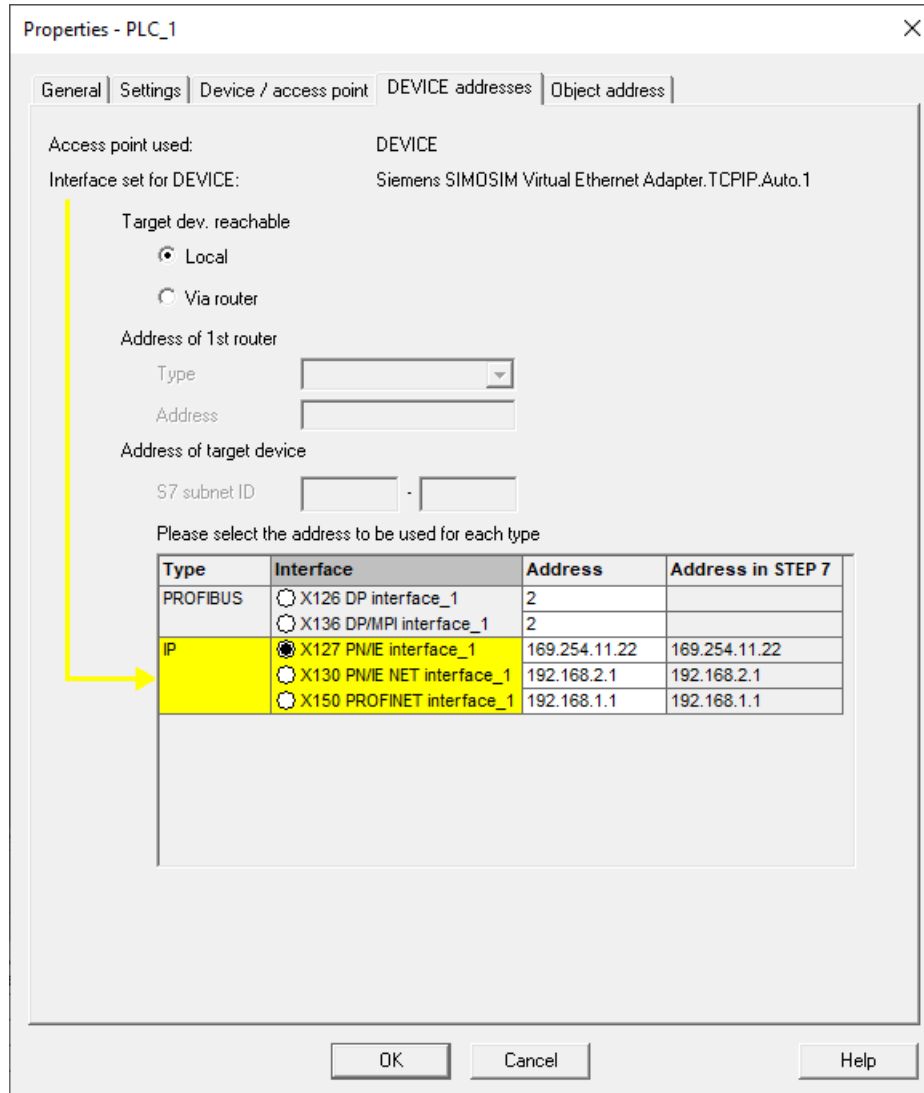 Properties - PLC_1
General Settings Device / access point DEVICE addresses Object address
Access point used: DEVICE
Interface set for DEVICE: Siemens SIMOSIM Virtual Ethernet Adapter.TCPIP.Auto.1
Target dev. reachable
Local
Via router
Address of 1st router
Type
Address
Address of target device
S7 subnet ID -
Please select the address to be used for each type
Type Interface Address Address in STEP 7
PROFIBUS X126 DP interface_1 2
X136 DP/MPI interface_1 2
IP X127 PN/IE interface_1 169.254.11.22 169.254.11.22
X130 PN/IE NET interface_1 192.168.2.1 192.168.2.1
X150 PROFINET interface_1 192.168.1.1 192.168.1.1
OK Cancel Help